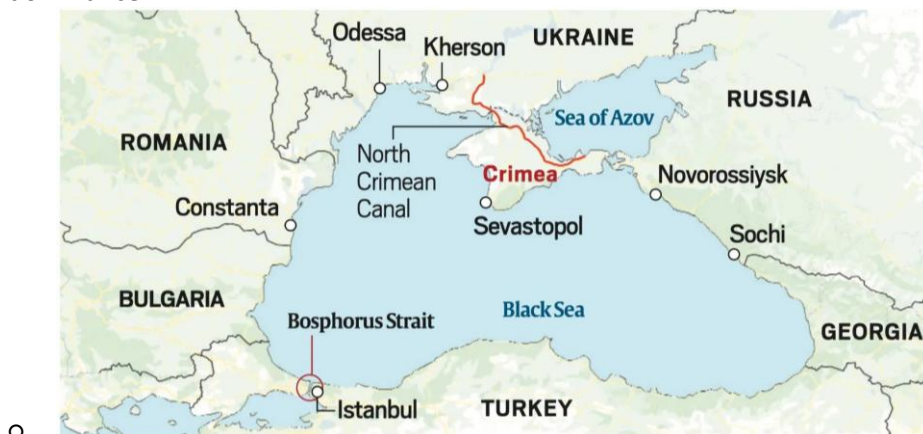 Odessa
Kherson
UKRAINE
RUSSIA
Sea of Azov
ROMANIA
North
Crimean
Canal
Crimea
Novorossiysk
Constanta
Sevastopol
Sochi
BULGARIA
Bosphorus Strait
Black Sea
GEORGIA
Istanbul
TURKEY